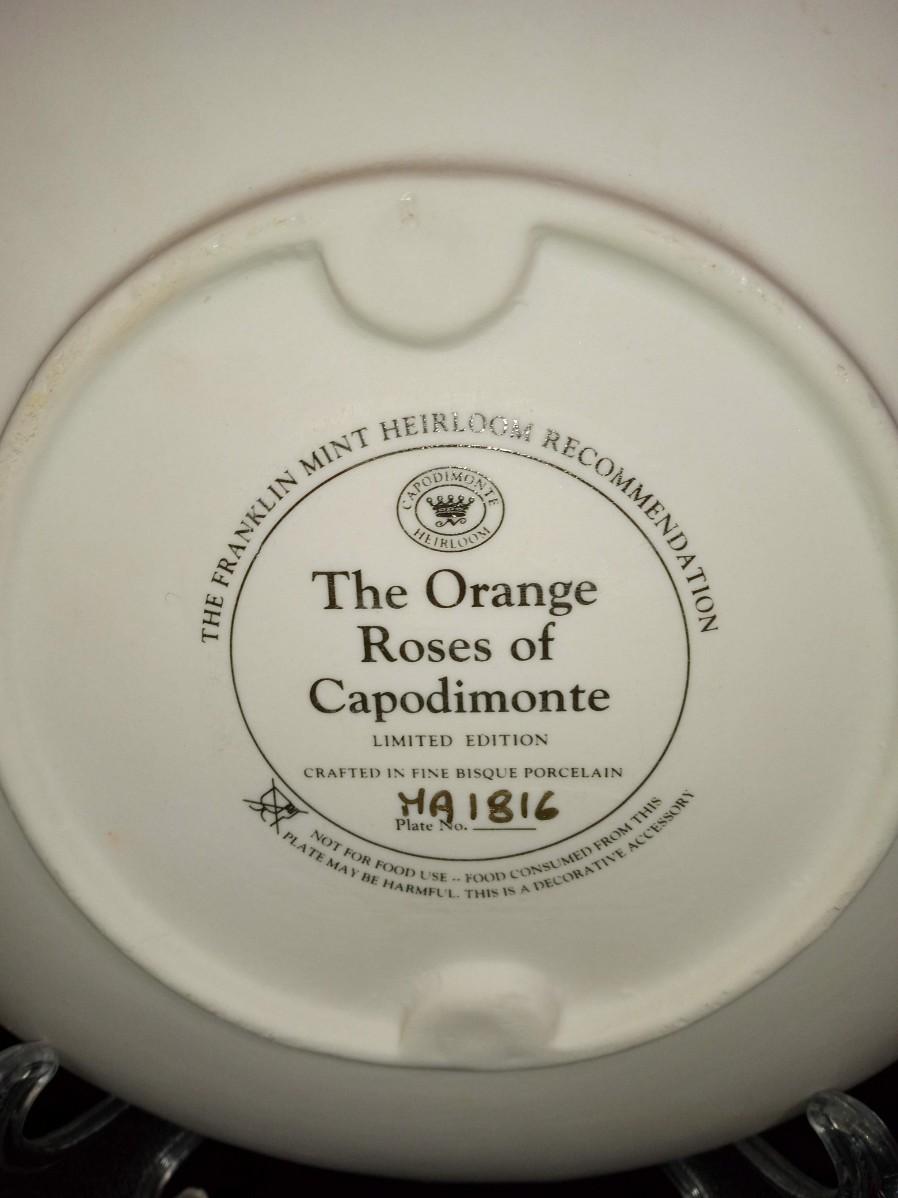 THE FRANKLIN MINT HEIRLOOM RECOMMENDATION
CAPODIMONTE
N
HEIRLOOM
The Orange
Roses of
Capodimonte
LIMITED EDITION
CRAFTED IN FINE BISQUE PORCELAIN
Plate No. HA1816
NOT FOR FOOD USE -- FOOD CONSUMED FROM THIS
PLATE MAY BE HARMFUL. THIS IS A DECORATIVE ACCESSORY